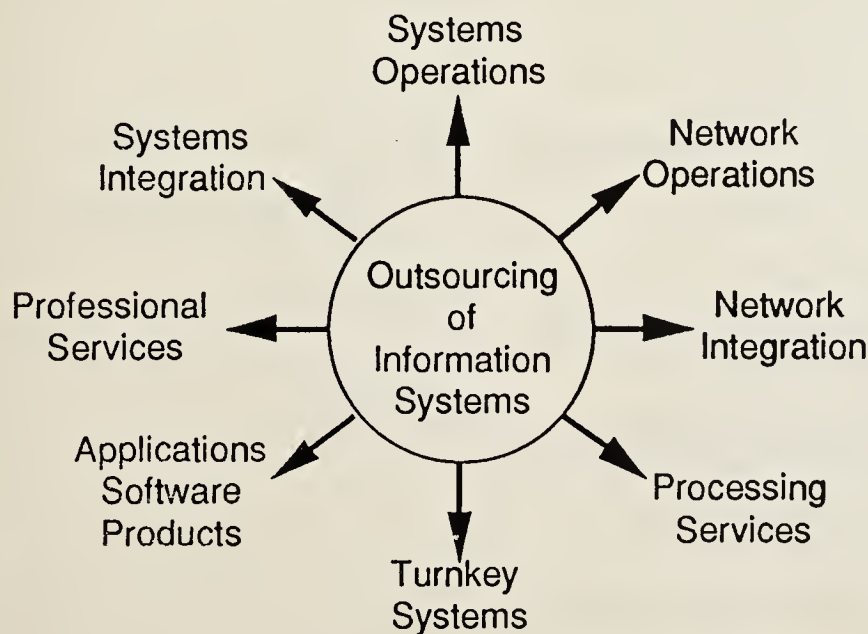 Systems
Operations
Network
Operations
Network
Integration
Processing
Services
Turnkey
Systems
Applications
Software
Products
Professional
Services
Systems
Integration
Outsourcing
of
Information
Systems